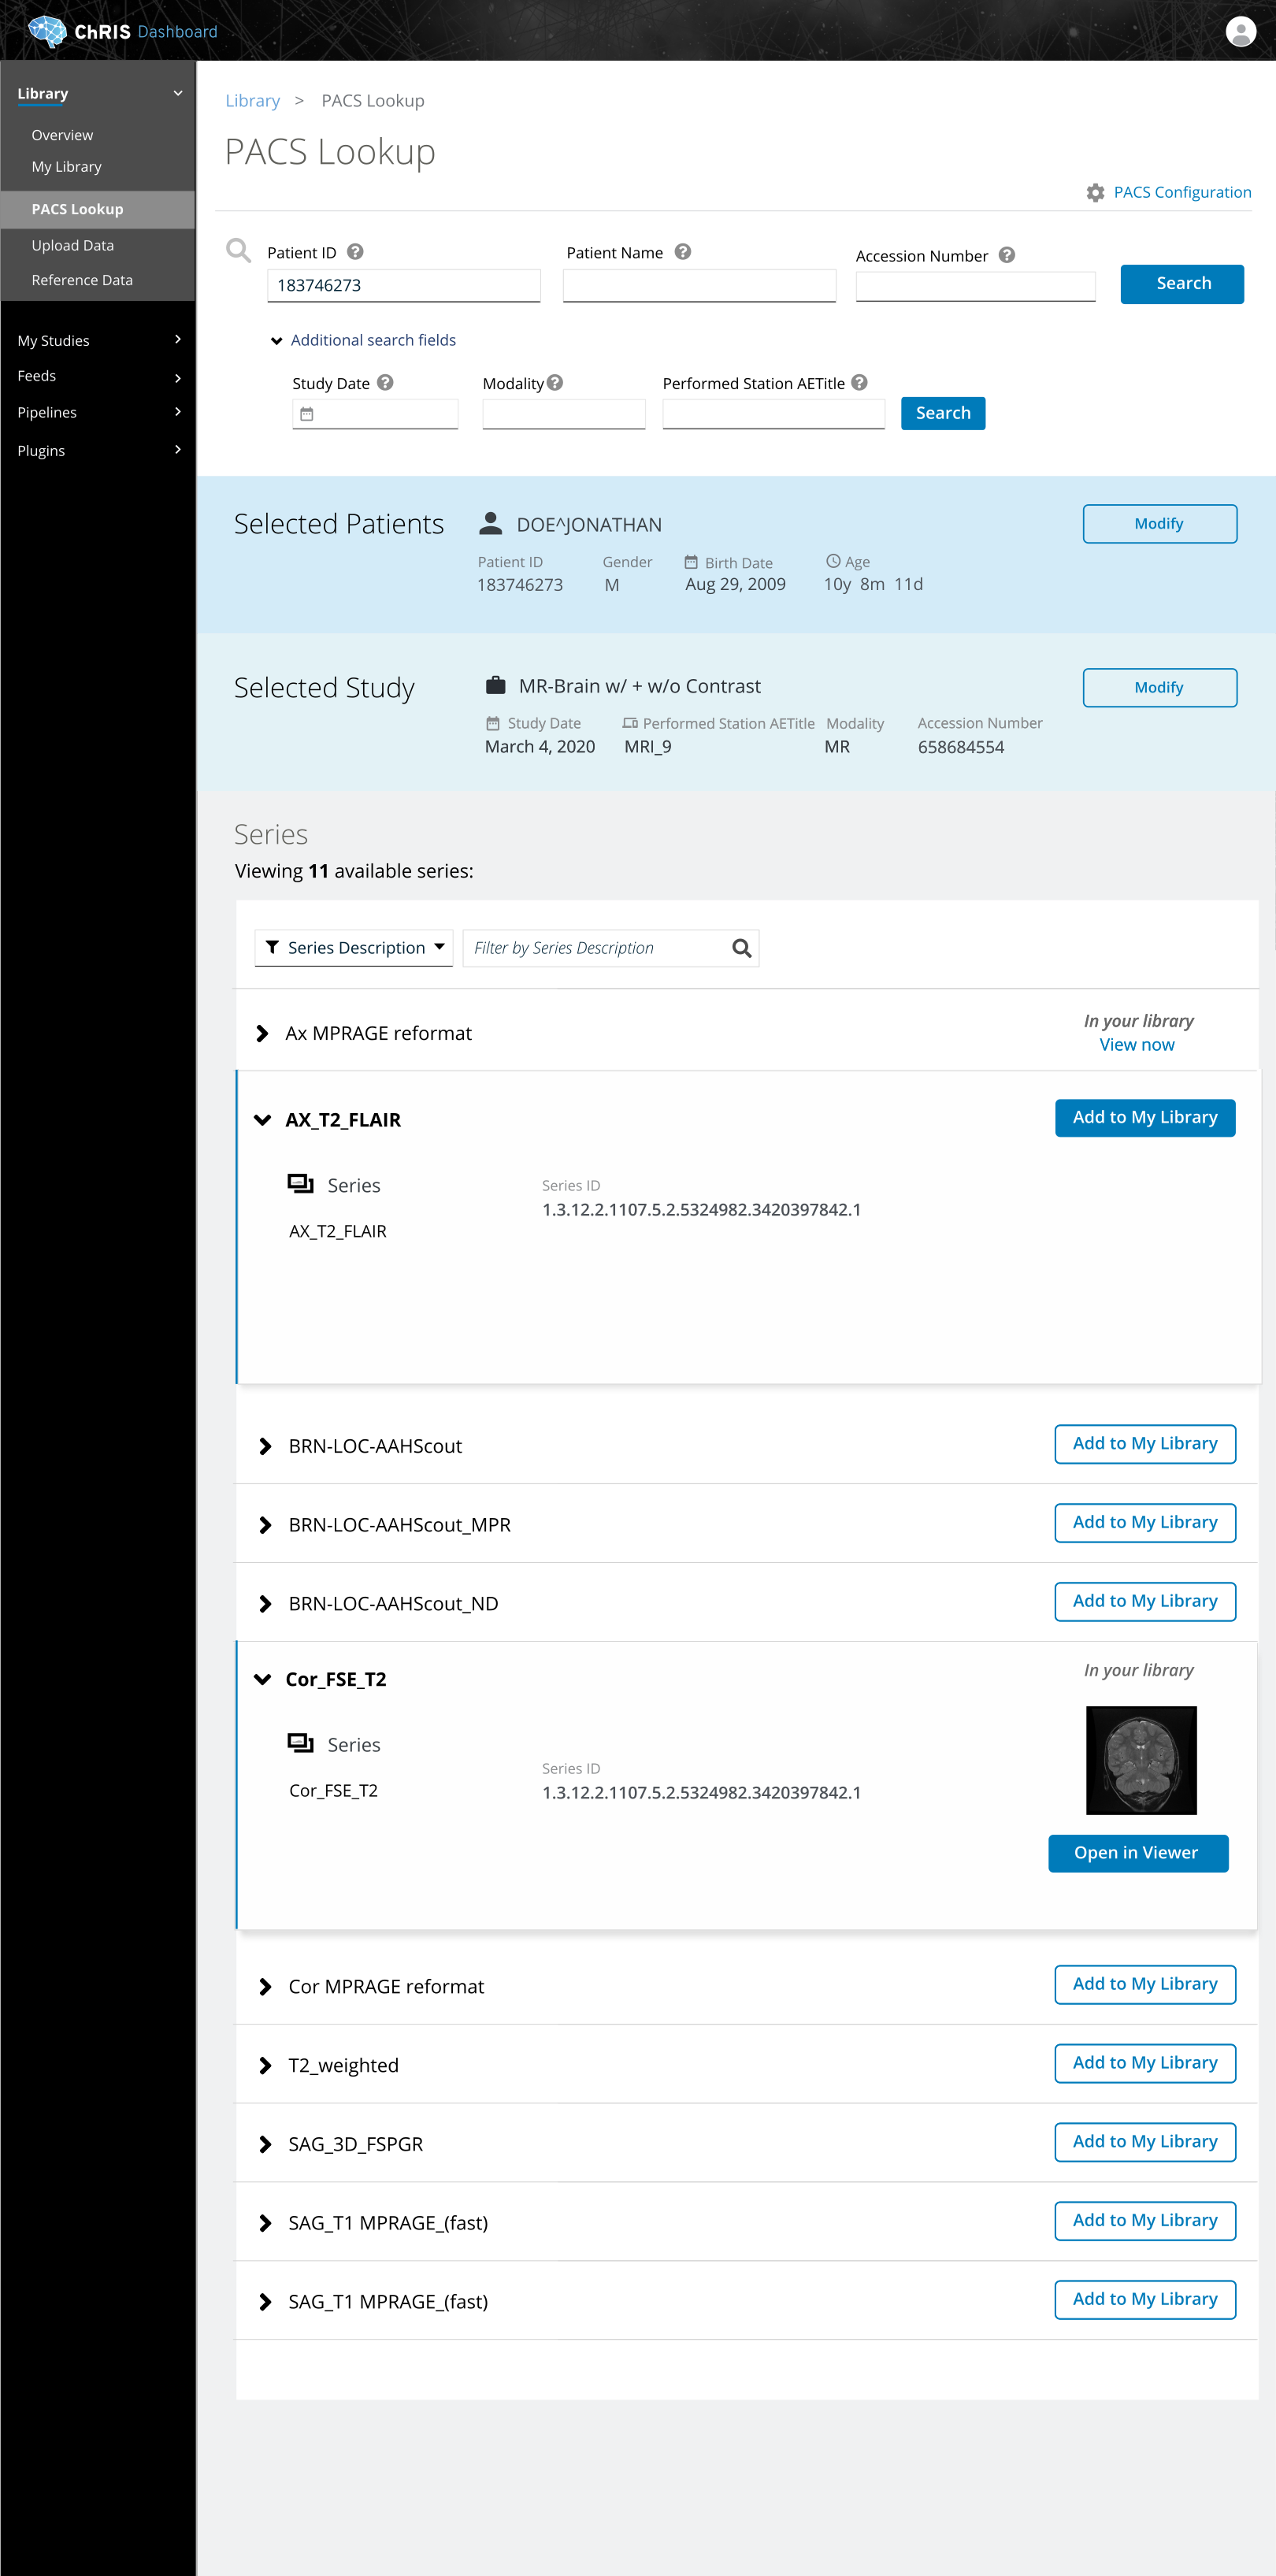 ChRIS Dashboard
Library
Overview
My Library
PACS Lookup
Upload Data
Reference Data
My Studies
Feeds
Pipelines
Plugins
Library > PACS Lookup
PACS Lookup
PACS Configuration
Patient ID
Patient Name
Accession Number
183746273
Search
Additional search fields
Study Date
Modality
Performed Station AETitle
Search
Selected Patients
DOE^JONATHAN
Modify
Patient ID
Gender
Birth Date
Age
183746273
M
Aug 29, 2009
10y 8m 11d
Selected Study
MR-Brain w/ + w/o Contrast
Modify
Study Date
Performed Station AETitle
Modality
Accession Number
March 4, 2020
MRI_9
MR
658684554
Series
Viewing 11 available series:
Series Description
Filter by Series Description
Ax MPRAGE reformat
In your library
View now
AX_T2_FLAIR
Add to My Library
Series
Series ID
1.3.12.2.1107.5.2.5324982.3420397842.1
AX_T2_FLAIR
BRN-LOC-AAHScout
Add to My Library
BRN-LOC-AAHScout_MPR
Add to My Library
BRN-LOC-AAHScout_ND
Add to My Library
Cor_FSE_T2
In your library
Series
Series ID
Cor_FSE_T2
1.3.12.2.1107.5.2.5324982.3420397842.1
Open in Viewer
Cor MPRAGE reformat
Add to My Library
T2_weighted
Add to My Library
SAG_3D_FSPGR
Add to My Library
SAG_T1 MPRAGE_(fast)
Add to My Library
SAG_T1 MPRAGE_(fast)
Add to My Library